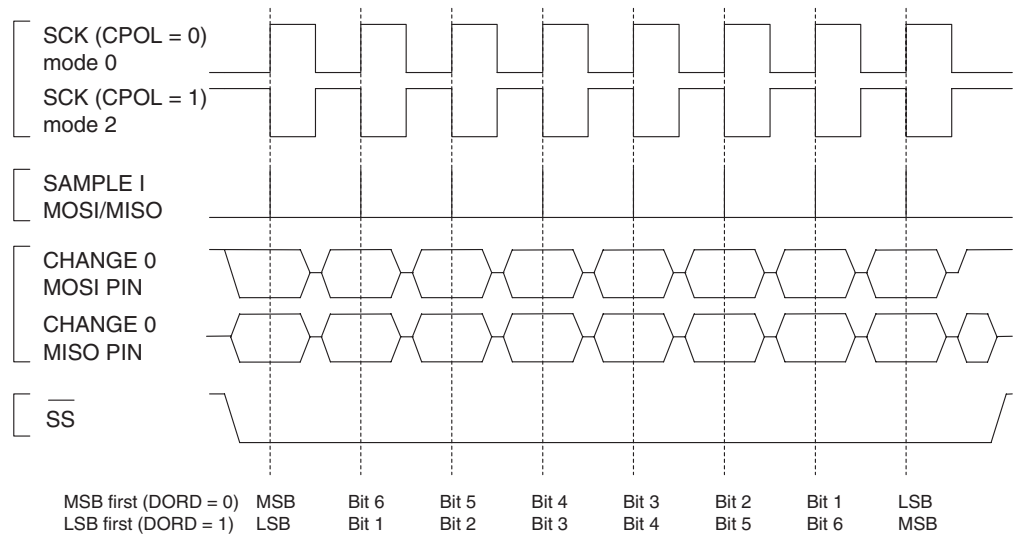 SCK (CPOL = 0)
mode 0
SCK (CPOL = 1)
mode 2
SAMPLE I
MOSI/MISO
CHANGE 0
MOSI PIN
CHANGE 0
MISO PIN
SS
MSB first (DORD = 0) MSB Bit 6 Bit 5 Bit 4 Bit 3 Bit 2 Bit 1 LSB
LSB first (DORD = 1) LSB Bit 1 Bit 2 Bit 3 Bit 4 Bit 5 Bit 6 MSB